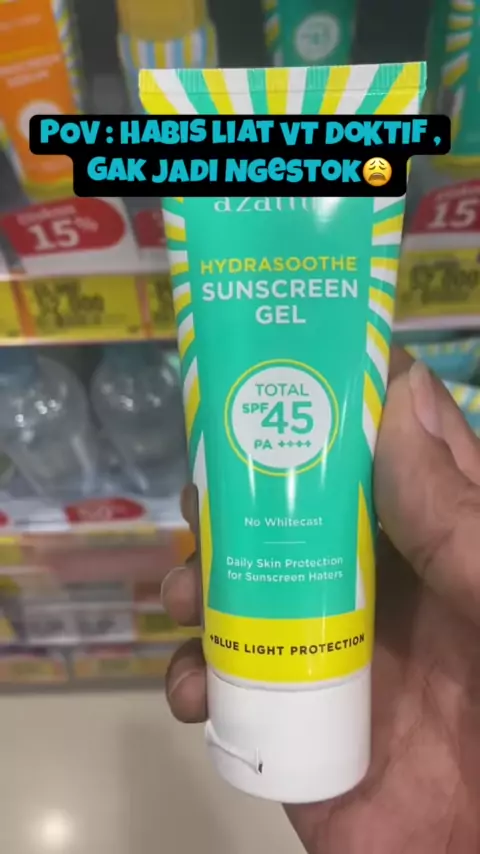 POV : HABIS LIAT VT DOKTIF ,
GAK JADI NGESTOK😩
15%
15
HYDRASOOTHE
SUNSCREEN
GEL
TOTAL
SPF 45
PA ++++
No Whitecast
Daily Skin Protection
for Sunscreen Haters
+BLUE LIGHT PROTECTION